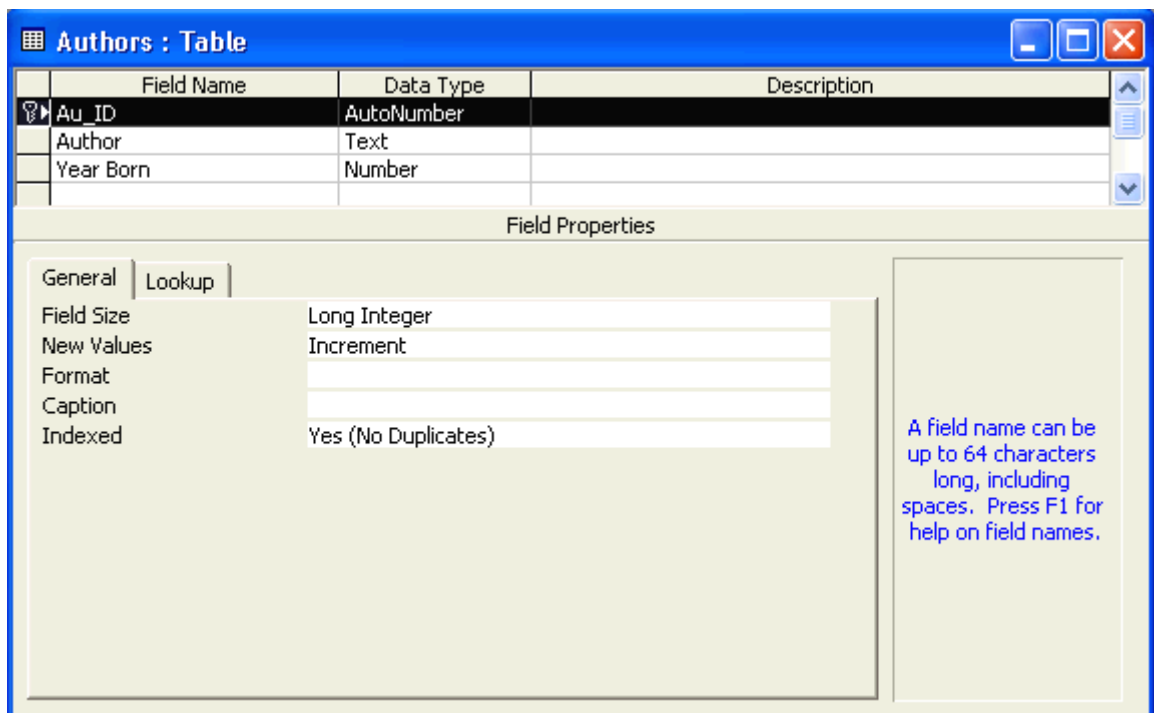 Authors : Table
Field Name Data Type Description
Au_ID AutoNumber
Author Text
Year Born Number
Field Properties
General Lookup
Field Size Long Integer
New Values Increment
Format
Caption
Indexed Yes (No Duplicates)
A field name can be
up to 64 characters
long, including
spaces. Press F1 for
help on field names.